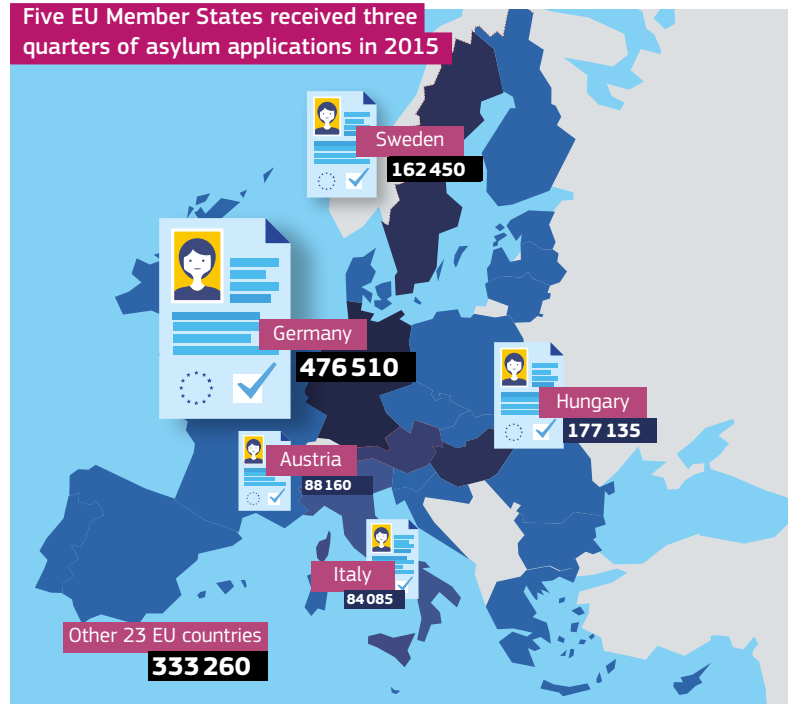 Five EU Member States received three
quarters of asylum applications in 2015
Sweden
162 450
Germany
476 510
Hungary
177 135
Austria
88 160
Italy
84 085
Other 23 EU countries
333 260